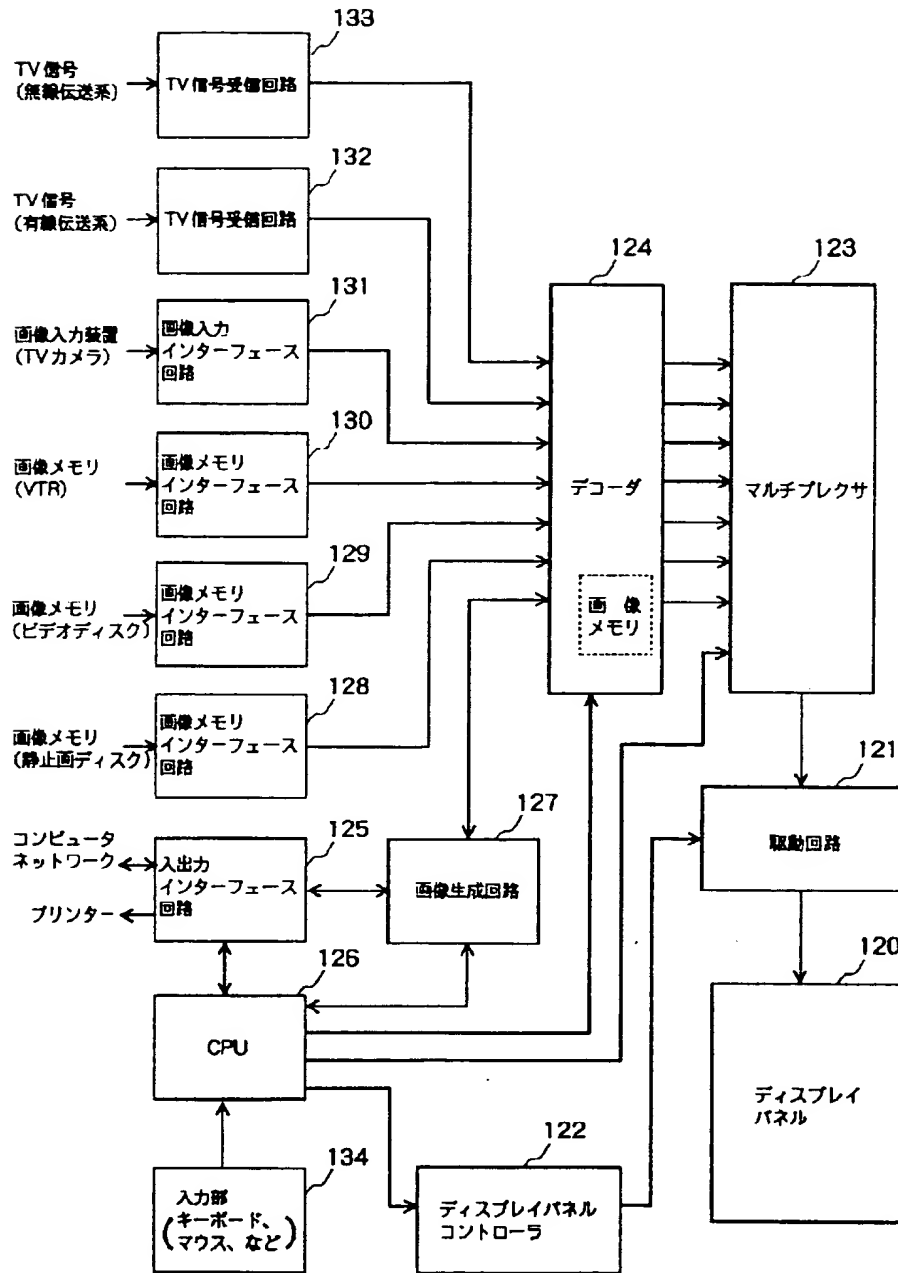 133
TV信号
(無線伝送系)
TV信号受信回路
132
TV信号
(有線伝送系)
TV信号受信回路
124
123
131
画像入力装置
(TVカメラ)
画像入力
インターフェース
回路
130
画像メモリ
(VTR)
画像メモリ
インターフェース
回路
デコーダ
マルチプレクサ
129
画像メモリ
(ビデオディスク)
画像メモリ
インターフェース
回路
画像
メモリ
128
画像メモリ
(静止画ディスク)
画像メモリ
インターフェース
回路
121
127
駆動回路
125
コンピュータ
ネットワーク
プリンター
入出力
インターフェース
回路
画像生成回路
126
120
CPU
ディスプレイ
パネル
122
134
入力部
(キーボード、
マウス、など)
ディスプレイパネル
コントローラ